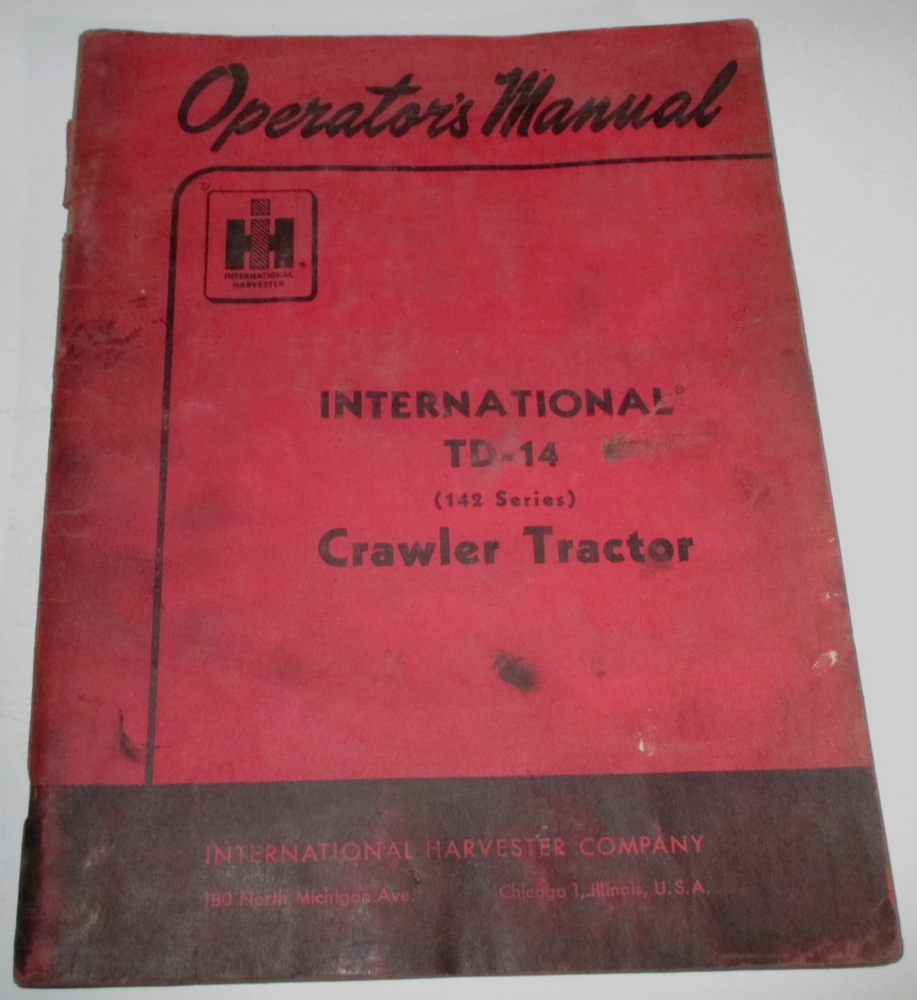 Operator's Manual
IH
INTERNATIONAL
HARVESTER
®
INTERNATIONAL®
TD-14
(142 Series)
Crawler Tractor
INTERNATIONAL HARVESTER COMPANY
180 North Michigan Ave. Chicago 1, Illinois, U.S.A.